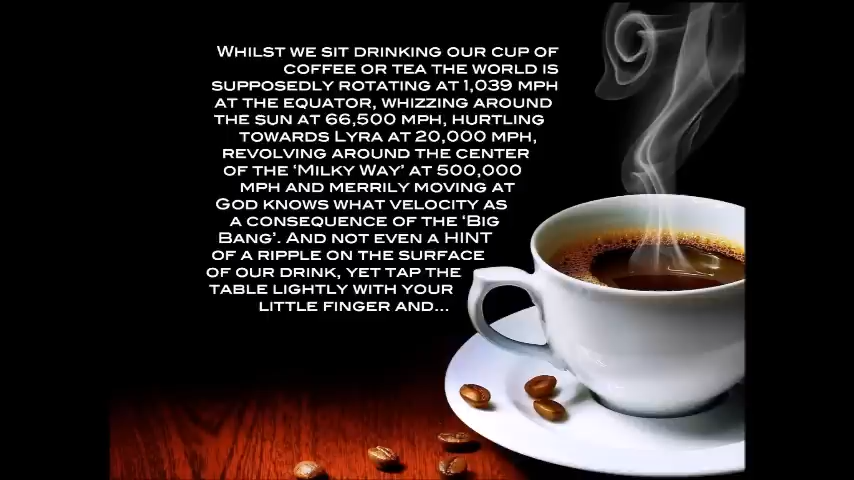 Whilst we sit drinking our cup of
coffee or tea the world is
supposedly rotating at 1,039 mph
at the equator, whizzing around
the sun at 66,500 mph, hurtling
towards Lyra at 20,000 mph,
revolving around the center
of the ‘Milky Way’ at 500,000
mph and merrily moving at
God knows what velocity as
a consequence of the ‘Big
Bang’. And not even a hint
of a ripple on the surface
of our drink, yet tap the
table lightly with your
little finger and...